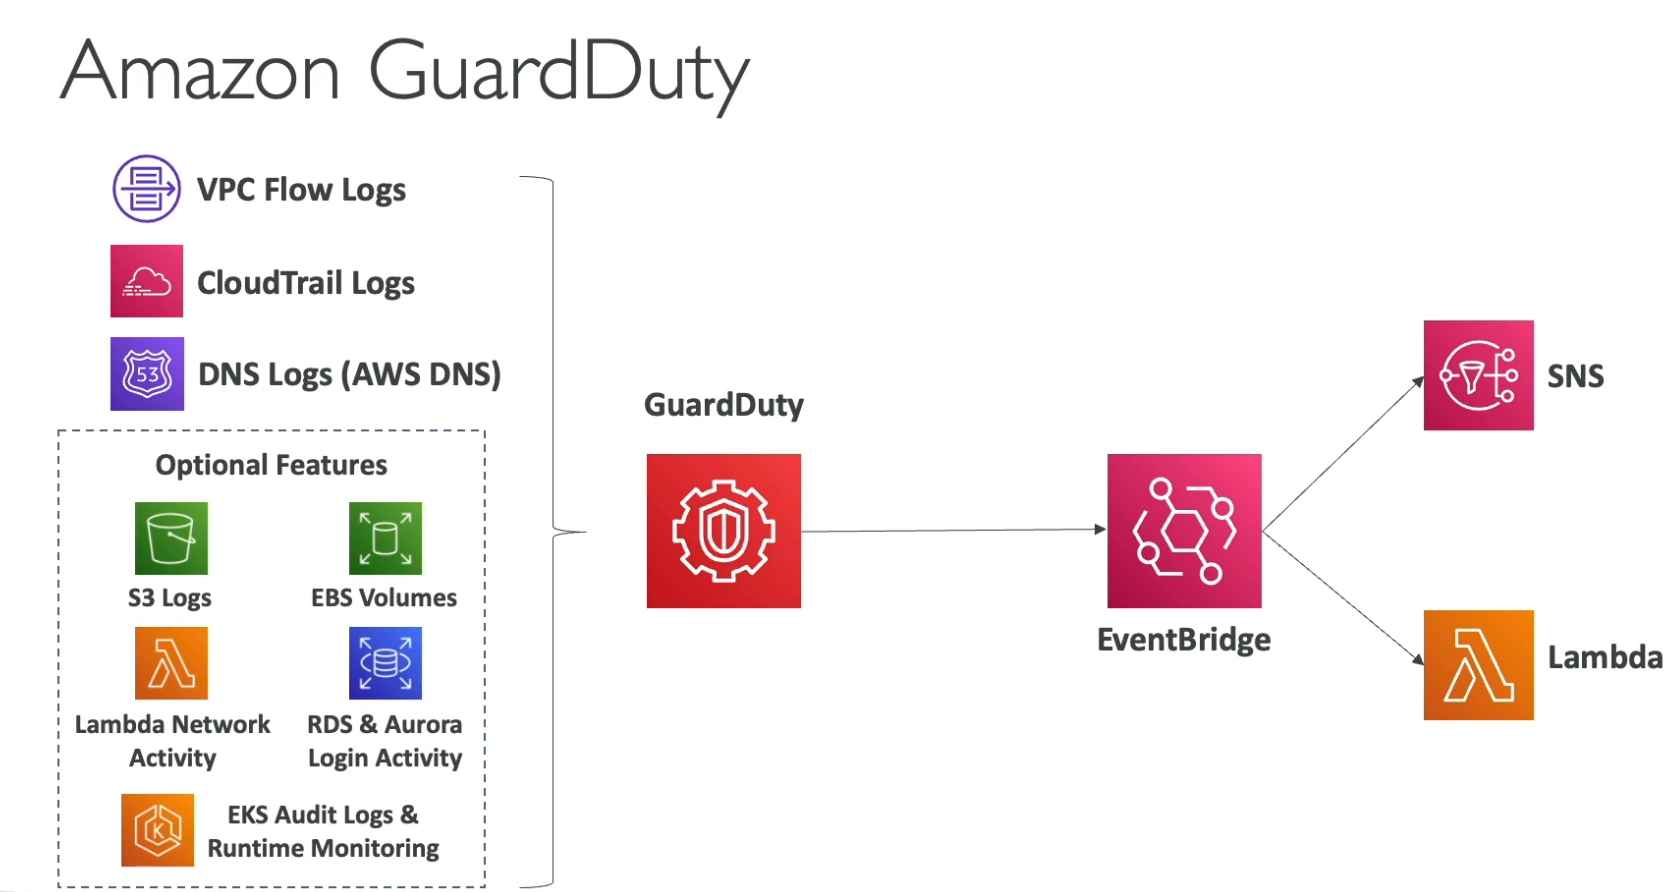 Amazon GuardDuty
VPC Flow Logs
CloudTrail Logs
53
DNS Logs (AWS DNS)
Optional Features
S3 Logs
EBS Volumes
Lambda Network
Activity
RDS & Aurora
Login Activity
K
EKS Audit Logs &
Runtime Monitoring
GuardDuty
EventBridge
SNS
Lambda